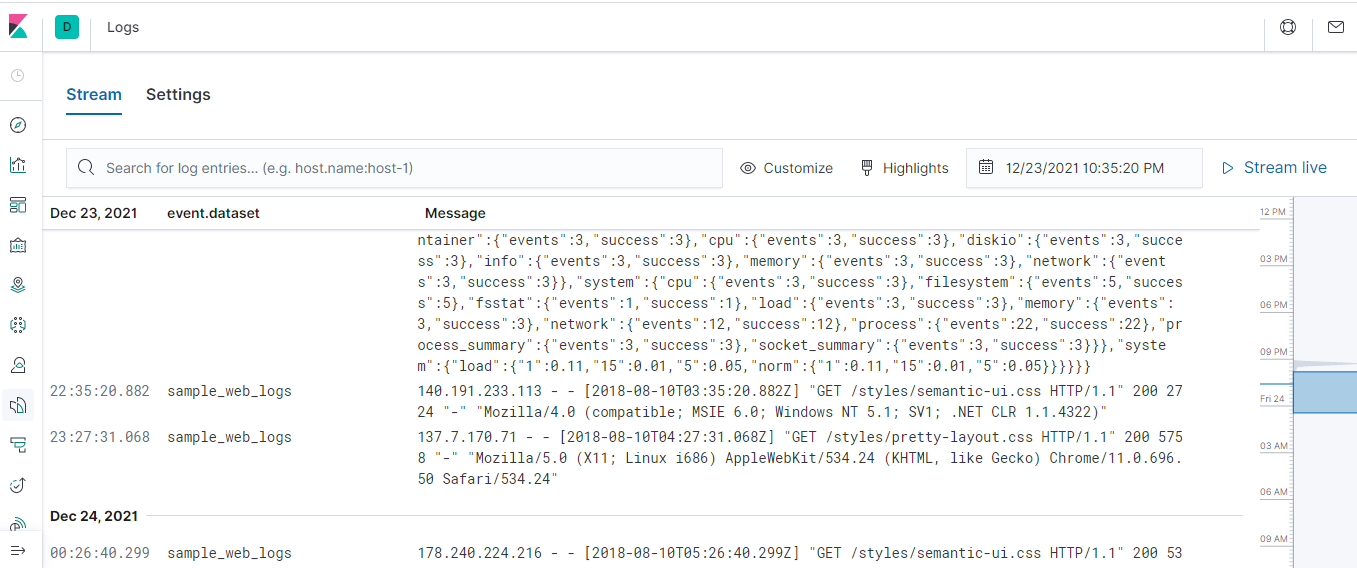 D Logs
Stream Settings
Search for log entries... (e.g. host.name:host-1) Customize Highlights 12/23/2021 10:35:20 PM Stream live
Dec 23, 2021 event.dataset Message
ntainer":{"events":3,"success":3},"cpu":{"events":3,"success":3},"diskio":{"events":3,"succe
ss":3},"info":{"events":3,"success":3},"memory":{"events":3,"success":3},"network":{"event
s":3,"success":3}},"system":{"cpu":{"events":3,"success":3},"filesystem":{"events":5,"success
":5},"fsstat":{"events":1,"success":1},"load":{"events":3,"success":3},"memory":{"events":
3,"success":3},"network":{"events":12,"success":12},"process":{"events":22,"success":22},"pr
ocess_summary":{"events":3,"success":3},"socket_summary":{"events":3,"success":3}}},"syste
m":{"load":{"1":0.11,"15":0.01,"5":0.05,"norm":{"1":0.11,"15":0.01,"5":0.05}}}}}}
22:35:20.882 sample_web_logs 140.191.233.113 - - [2018-08-10T03:35:20.882Z] "GET /styles/semantic-ui.css HTTP/1.1" 200 27
24 "-" "Mozilla/4.0 (compatible; MSIE 6.0; Windows NT 5.1; SV1; .NET CLR 1.1.4322)"
23:27:31.068 sample_web_logs 137.7.170.71 - - [2018-08-10T04:27:31.068Z] "GET /styles/pretty-layout.css HTTP/1.1" 200 575
8 "-" "Mozilla/5.0 (X11; Linux i686) AppleWebKit/534.24 (KHTML, like Gecko) Chrome/11.0.696.
50 Safari/534.24"
Dec 24, 2021
00:26:40.299 sample_web_logs 178.240.224.216 - - [2018-08-10T05:26:40.299Z] "GET /styles/semantic-ui.css HTTP/1.1" 200 53
12 PM
03 PM
06 PM
09 PM
Fri 24
03 AM
06 AM
09 AM